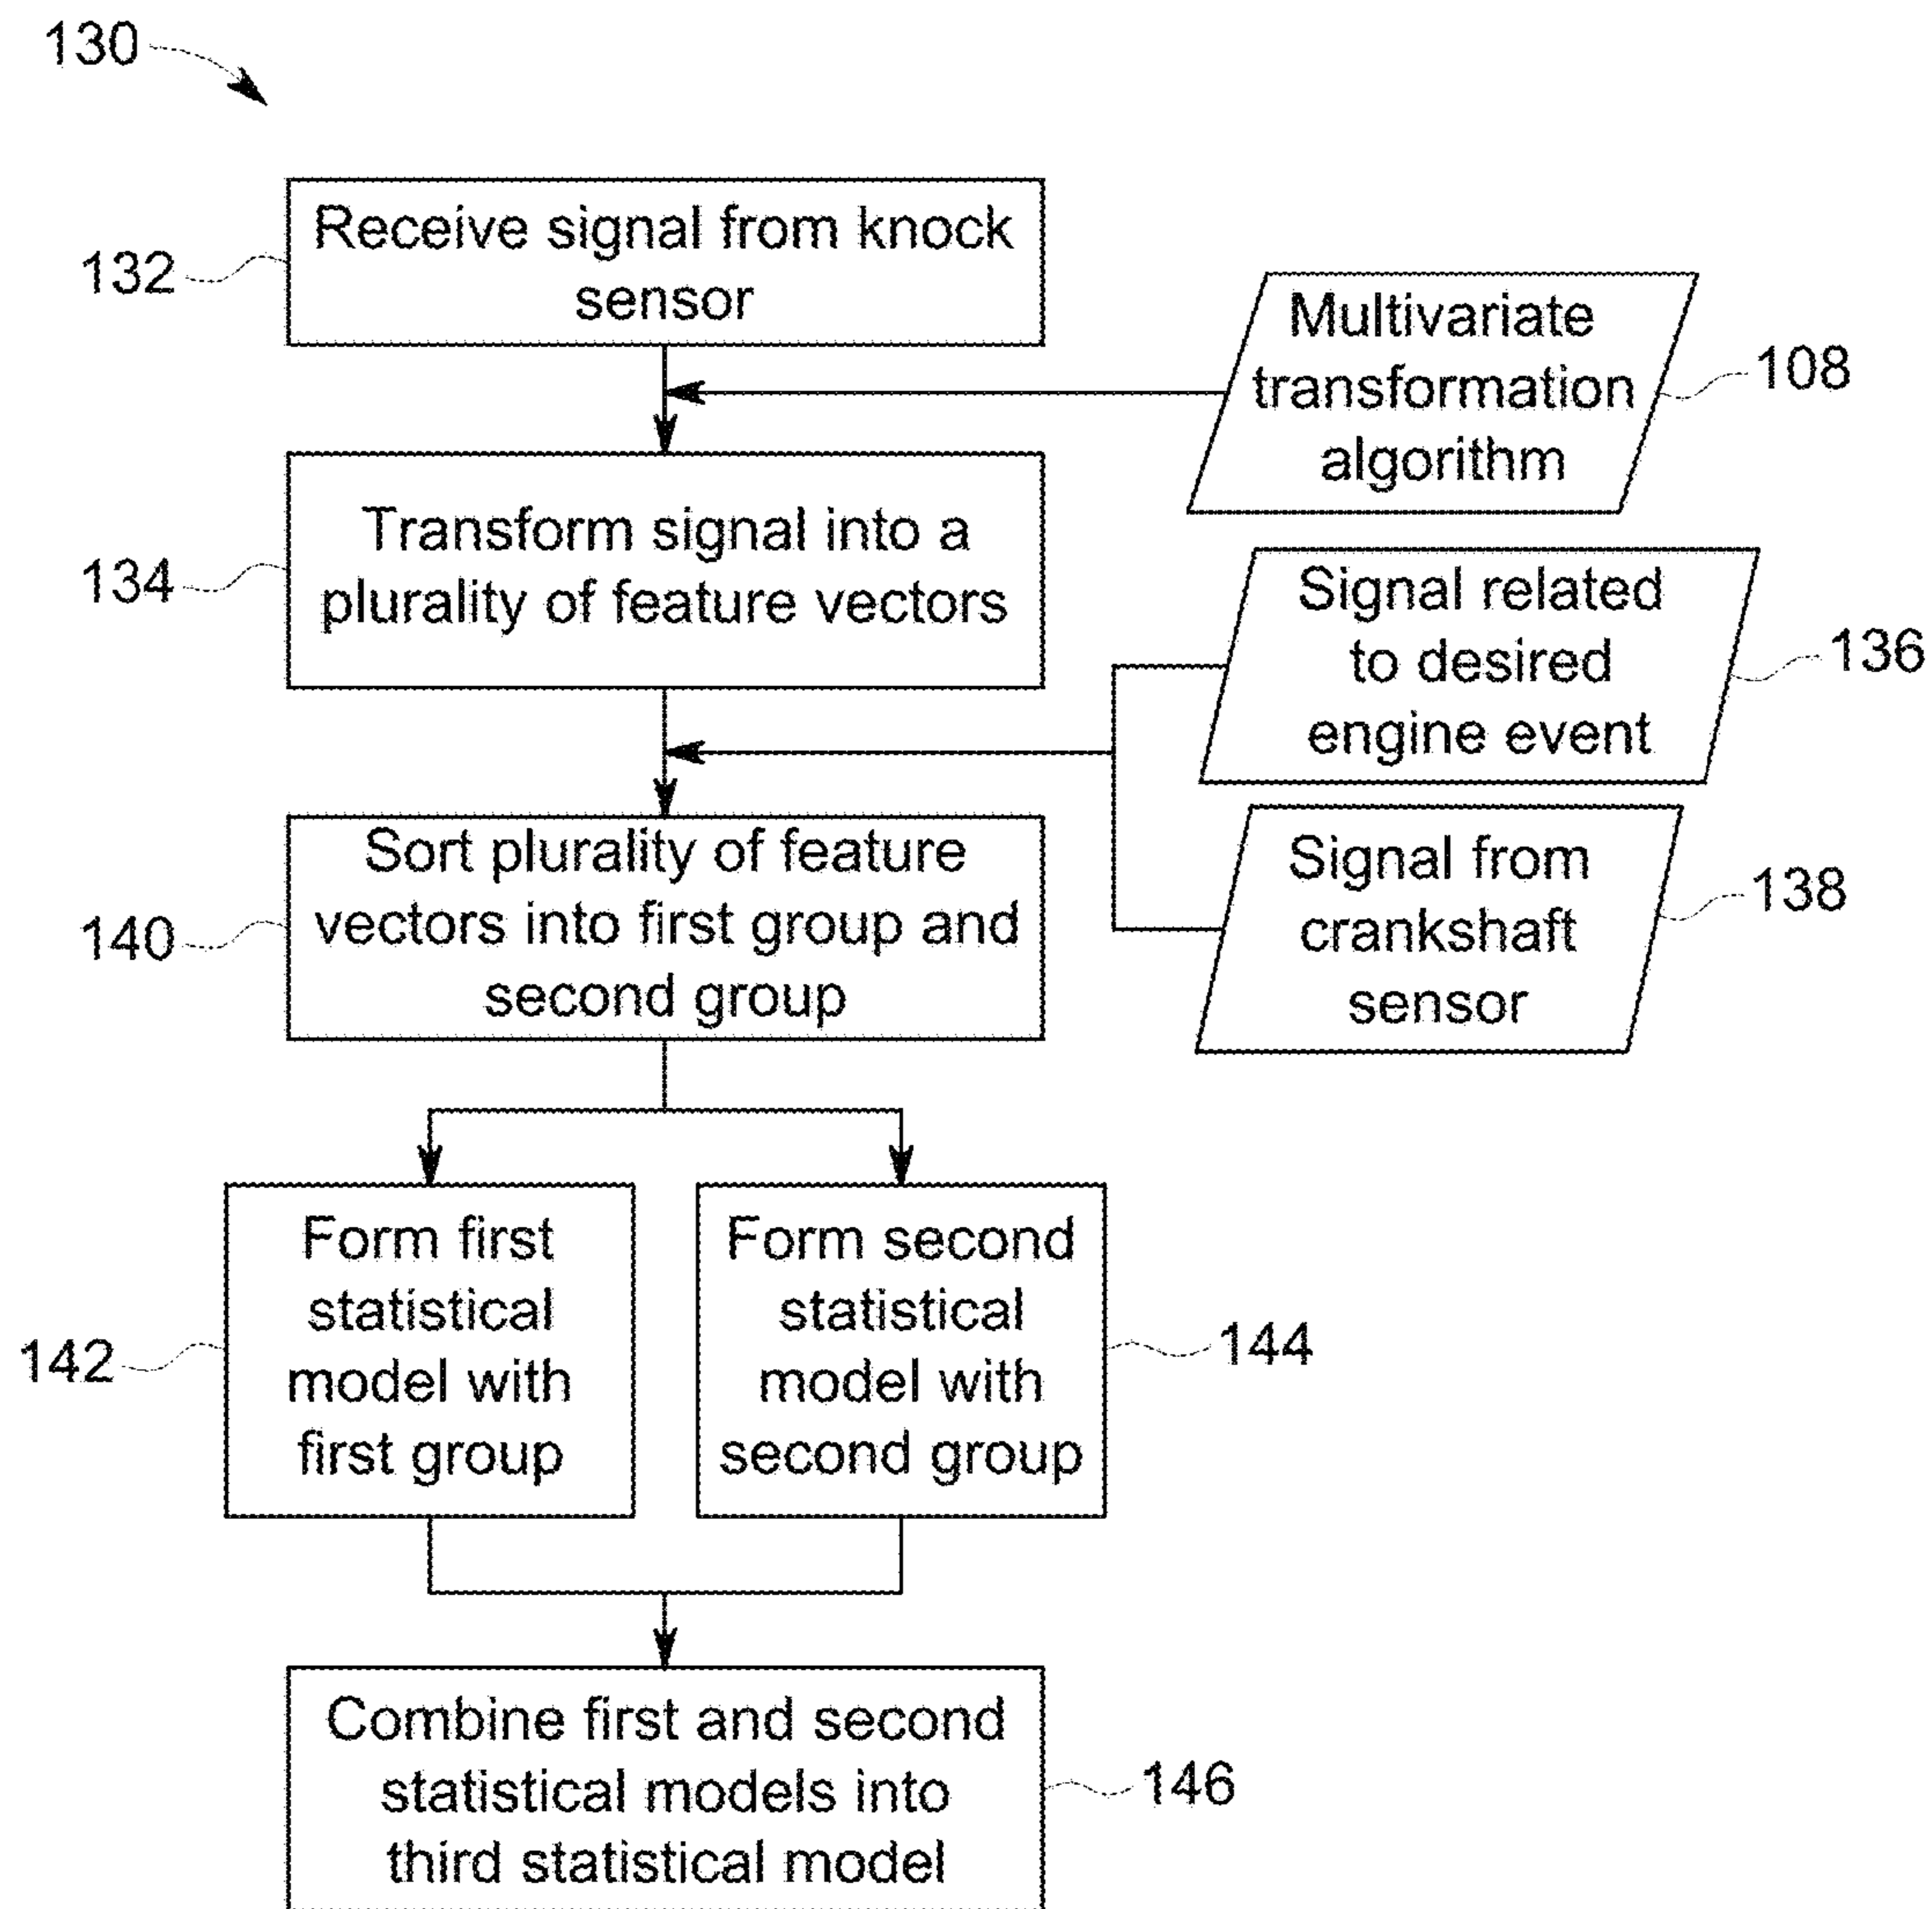 130
132
Receive signal from knock
sensor
Multivariate
transformation
algorithm
108
134
Transform signal into a
plurality of feature vectors
Signal related
to desired
engine event
136
140
Sort plurality of feature
vectors into first group and
second group
Signal from
crankshaft
sensor
138
142
Form first
statistical
model with
first group
Form second
statistical
model with
second group
144
Combine first and second
statistical models into
third statistical model
146